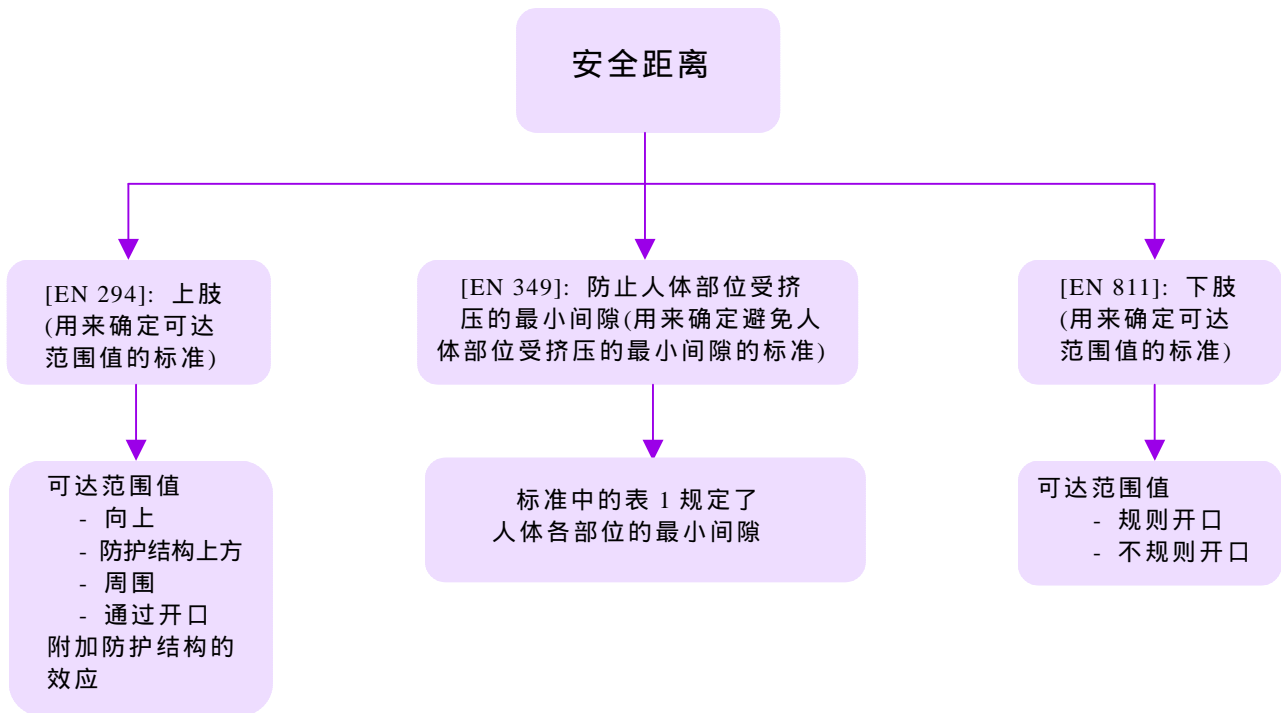 安全距离
[EN 294]: 上肢
(用来确定可达
范围值的标准)
[EN 349]: 防止人体部位受挤
压的最小间隙(用来确定避免人
体部位受挤压的最小间隙的标准)
[EN 811]: 下肢
(用来确定可达
范围值的标准)
可达范围值
- 向上
- 防护结构上方
- 周围
- 通过开口
附加防护结构的
效应
标准中的表 1 规定了
人体各部位的最小间隙
可达范围值
- 规则开口
- 不规则开口